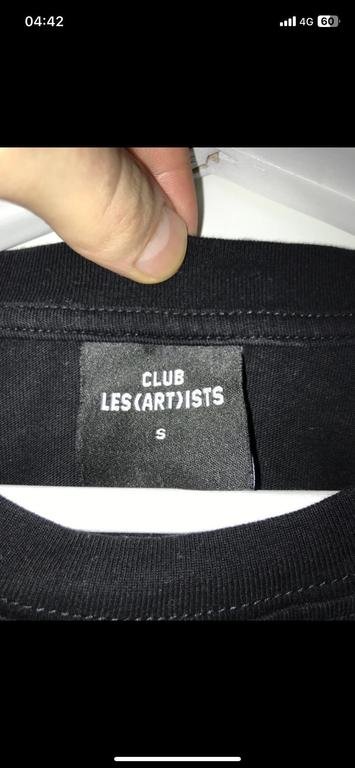 04:42
4G 60
CLUB
LES(ART)ISTS
S